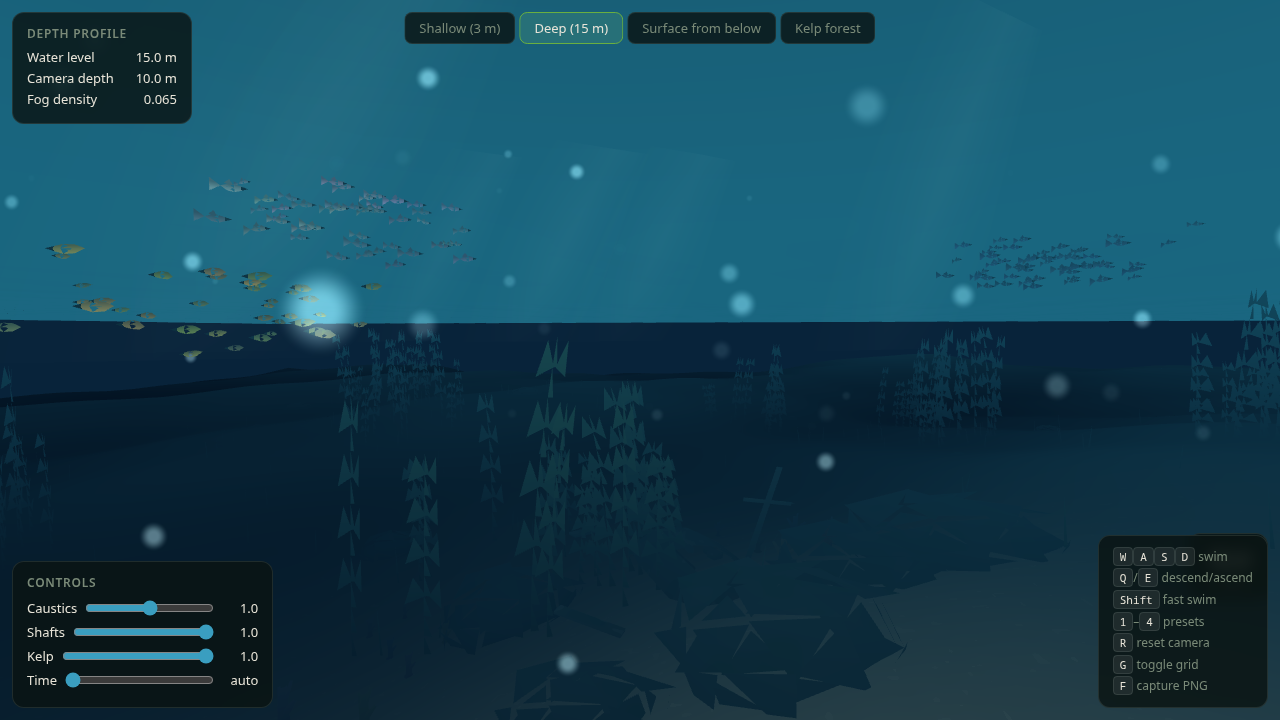 Shallow (3 m) Deep (15 m) Surface from below Kelp forest
DEPTH PROFILE
Water level 15.0 m
Camera depth 10.0 m
Fog density 0.065
CONTROLS
Caustics 1.0
Shafts 1.0
Kelp 1.0
Time auto
W A S D swim
Q/E descend/ascend
Shift fast swim
1–4 presets
R reset camera
G toggle grid
F capture PNG